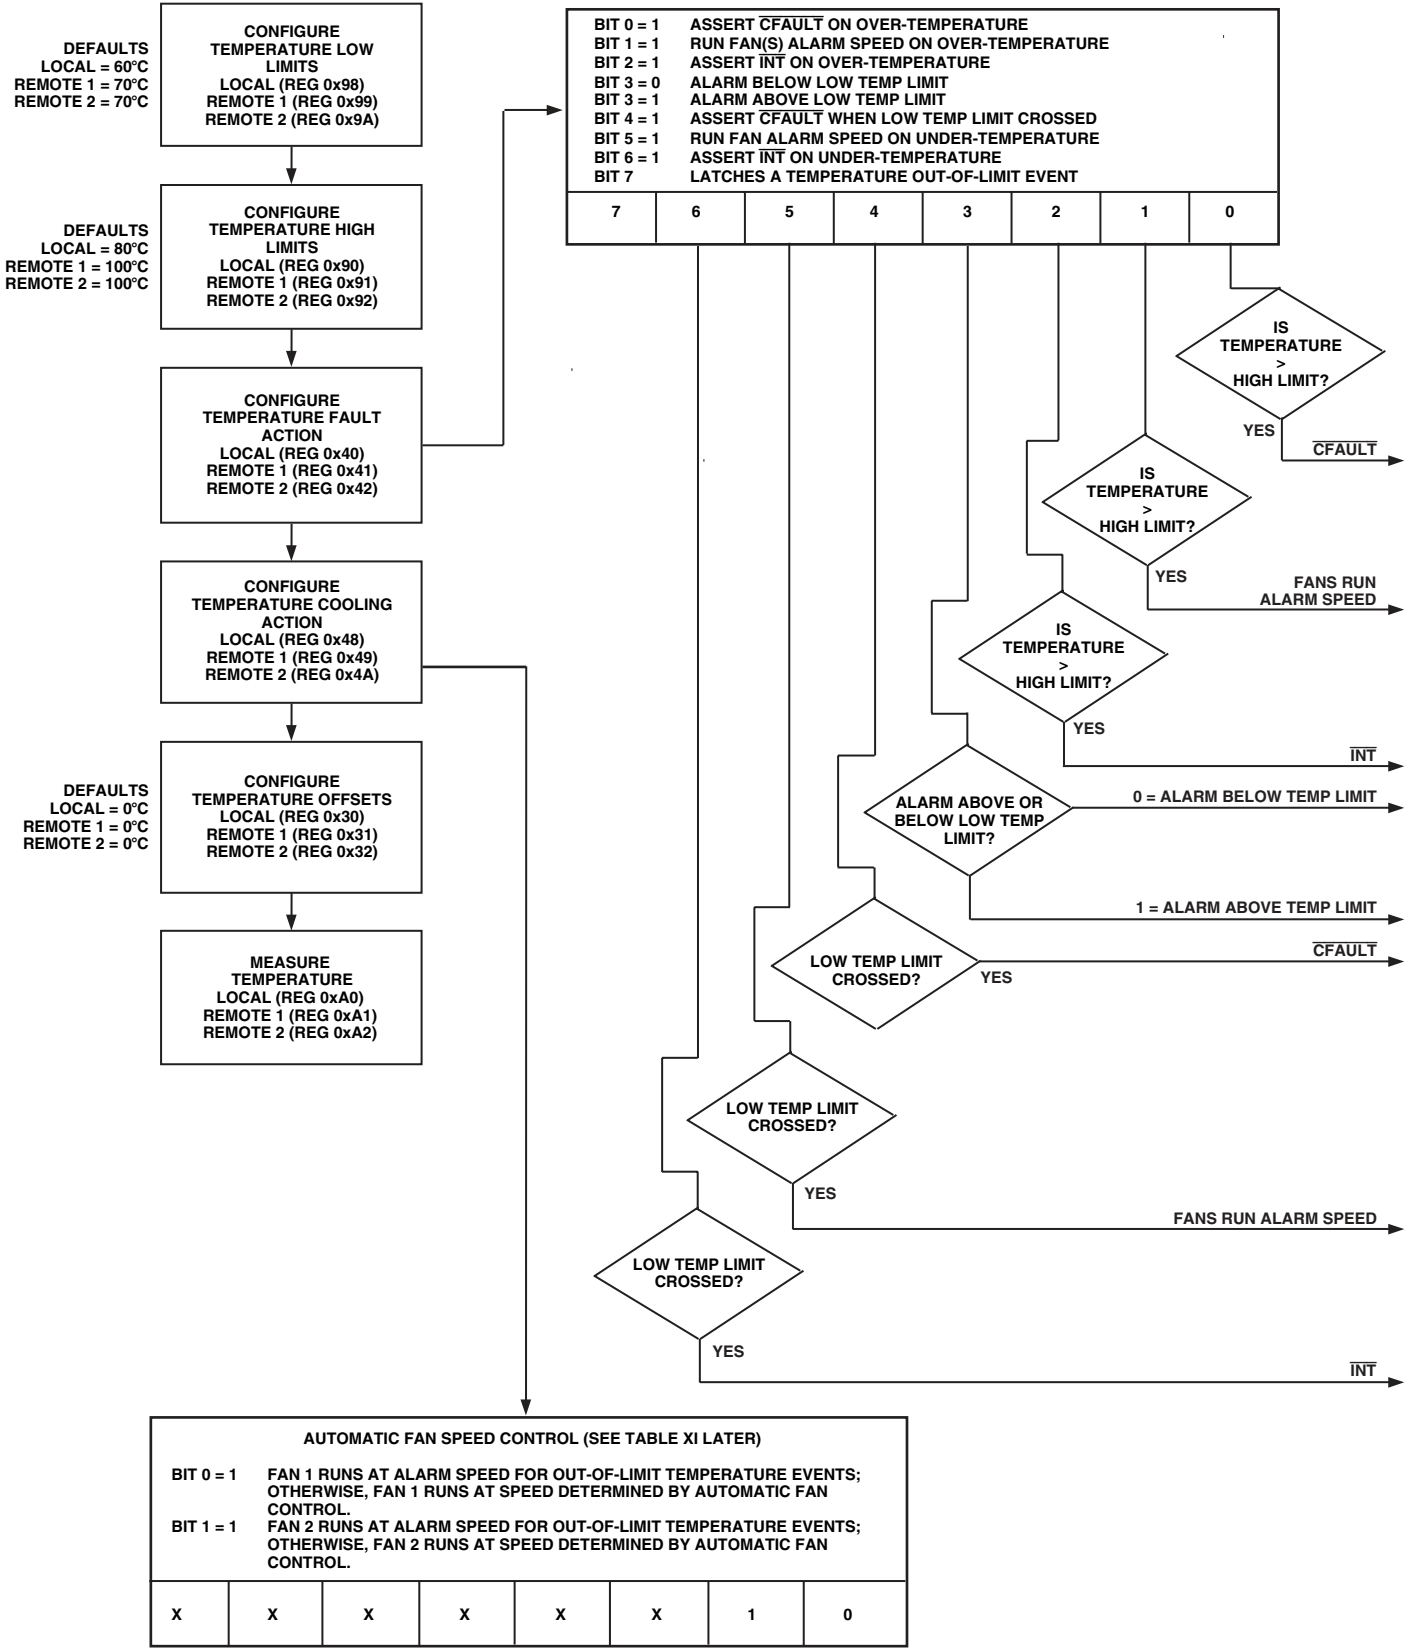 CONFIGURE
TEMPERATURE LOW
LIMITS
LOCAL (REG 0x98)
REMOTE 1 (REG 0x99)
REMOTE 2 (REG 0x9A)
DEFAULTS
LOCAL = 60°C
REMOTE 1 = 70°C
REMOTE 2 = 70°C
CONFIGURE
TEMPERATURE HIGH
LIMITS
LOCAL (REG 0x90)
REMOTE 1 (REG 0x91)
REMOTE 2 (REG 0x92)
DEFAULTS
LOCAL = 80°C
REMOTE 1 = 100°C
REMOTE 2 = 100°C
CONFIGURE
TEMPERATURE FAULT
ACTION
LOCAL (REG 0x40)
REMOTE 1 (REG 0x41)
REMOTE 2 (REG 0x42)
CONFIGURE
TEMPERATURE COOLING
ACTION
LOCAL (REG 0x48)
REMOTE 1 (REG 0x49)
REMOTE 2 (REG 0x4A)
CONFIGURE
TEMPERATURE OFFSETS
LOCAL (REG 0x30)
REMOTE 1 (REG 0x31)
REMOTE 2 (REG 0x32)
DEFAULTS
LOCAL = 0°C
REMOTE 1 = 0°C
REMOTE 2 = 0°C
MEASURE
TEMPERATURE
LOCAL (REG 0xA0)
REMOTE 1 (REG 0xA1)
REMOTE 2 (REG 0xA2)
BIT 0 = 1 ASSERT CFAULT ON OVER-TEMPERATURE
BIT 1 = 1 RUN FAN(S) ALARM SPEED ON OVER-TEMPERATURE
BIT 2 = 1 ASSERT INT ON OVER-TEMPERATURE
BIT 3 = 0 ALARM BELOW LOW TEMP LIMIT
BIT 3 = 1 ALARM ABOVE LOW TEMP LIMIT
BIT 4 = 1 ASSERT CFAULT WHEN LOW TEMP LIMIT CROSSED
BIT 5 = 1 RUN FAN ALARM SPEED ON UNDER-TEMPERATURE
BIT 6 = 1 ASSERT INT ON UNDER-TEMPERATURE
BIT 7 LATCHES A TEMPERATURE OUT-OF-LIMIT EVENT
7 6 5 4 3 2 1 0
IS
TEMPERATURE
>
HIGH LIMIT?
YES
CFAULT
IS
TEMPERATURE
>
HIGH LIMIT?
YES
FANS RUN
ALARM SPEED
IS
TEMPERATURE
>
HIGH LIMIT?
YES
INT
ALARM ABOVE OR
BELOW LOW TEMP
LIMIT?
0 = ALARM BELOW TEMP LIMIT
1 = ALARM ABOVE TEMP LIMIT
LOW TEMP LIMIT
CROSSED?
YES
CFAULT
LOW TEMP LIMIT
CROSSED?
YES
FANS RUN ALARM SPEED
LOW TEMP LIMIT
CROSSED?
YES
INT
AUTOMATIC FAN SPEED CONTROL (SEE TABLE XI LATER)
BIT 0 = 1 FAN 1 RUNS AT ALARM SPEED FOR OUT-OF-LIMIT TEMPERATURE EVENTS;
OTHERWISE, FAN 1 RUNS AT SPEED DETERMINED BY AUTOMATIC FAN
CONTROL.
BIT 1 = 1 FAN 2 RUNS AT ALARM SPEED FOR OUT-OF-LIMIT TEMPERATURE EVENTS;
OTHERWISE, FAN 2 RUNS AT SPEED DETERMINED BY AUTOMATIC FAN
CONTROL.
X X X X X X 1 0